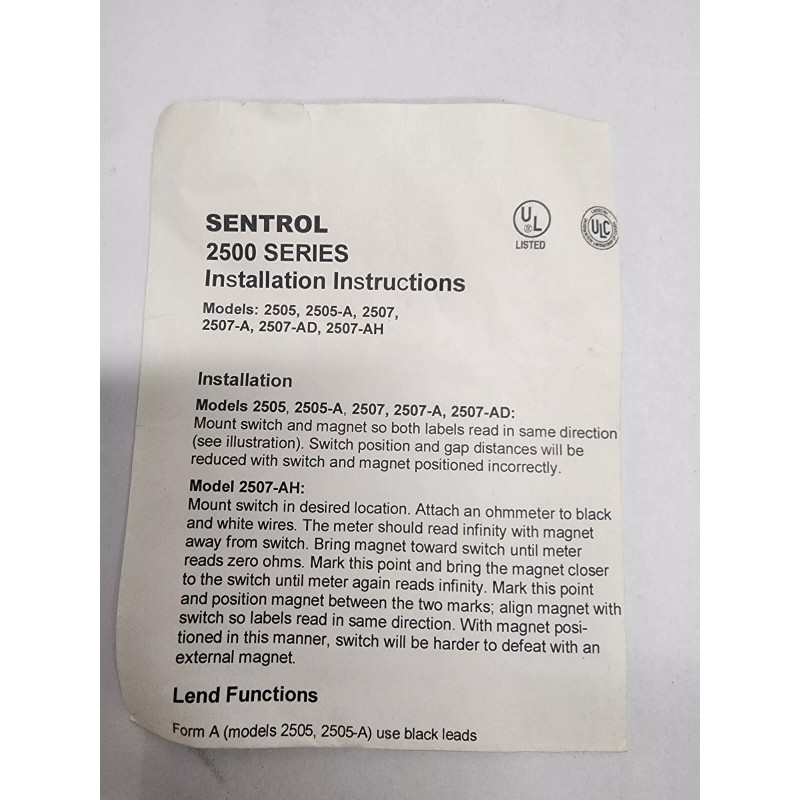 SENTROL
2500 SERIES
Installation Instructions
Models: 2505, 2505-A, 2507,
2507-A, 2507-AD, 2507-AH
UL
LISTED
ULC
Installation
Models 2505, 2505-A, 2507, 2507-A, 2507-AD:
Mount switch and magnet so both labels read in same direction
(see illustration). Switch position and gap distances will be
reduced with switch and magnet positioned incorrectly.
Model 2507-AH:
Mount switch in desired location. Attach an ohmmeter to black
and white wires. The meter should read infinity with magnet
away from switch. Bring magnet toward switch until meter
reads zero ohms. Mark this point and bring the magnet closer
to the switch until meter again reads infinity. Mark this point
and position magnet between the two marks; align magnet with
switch so labels read in same direction. With magnet posi-
tioned in this manner, switch will be harder to defeat with an
external magnet.
Lend Functions
Form A (models 2505, 2505-A) use black leads